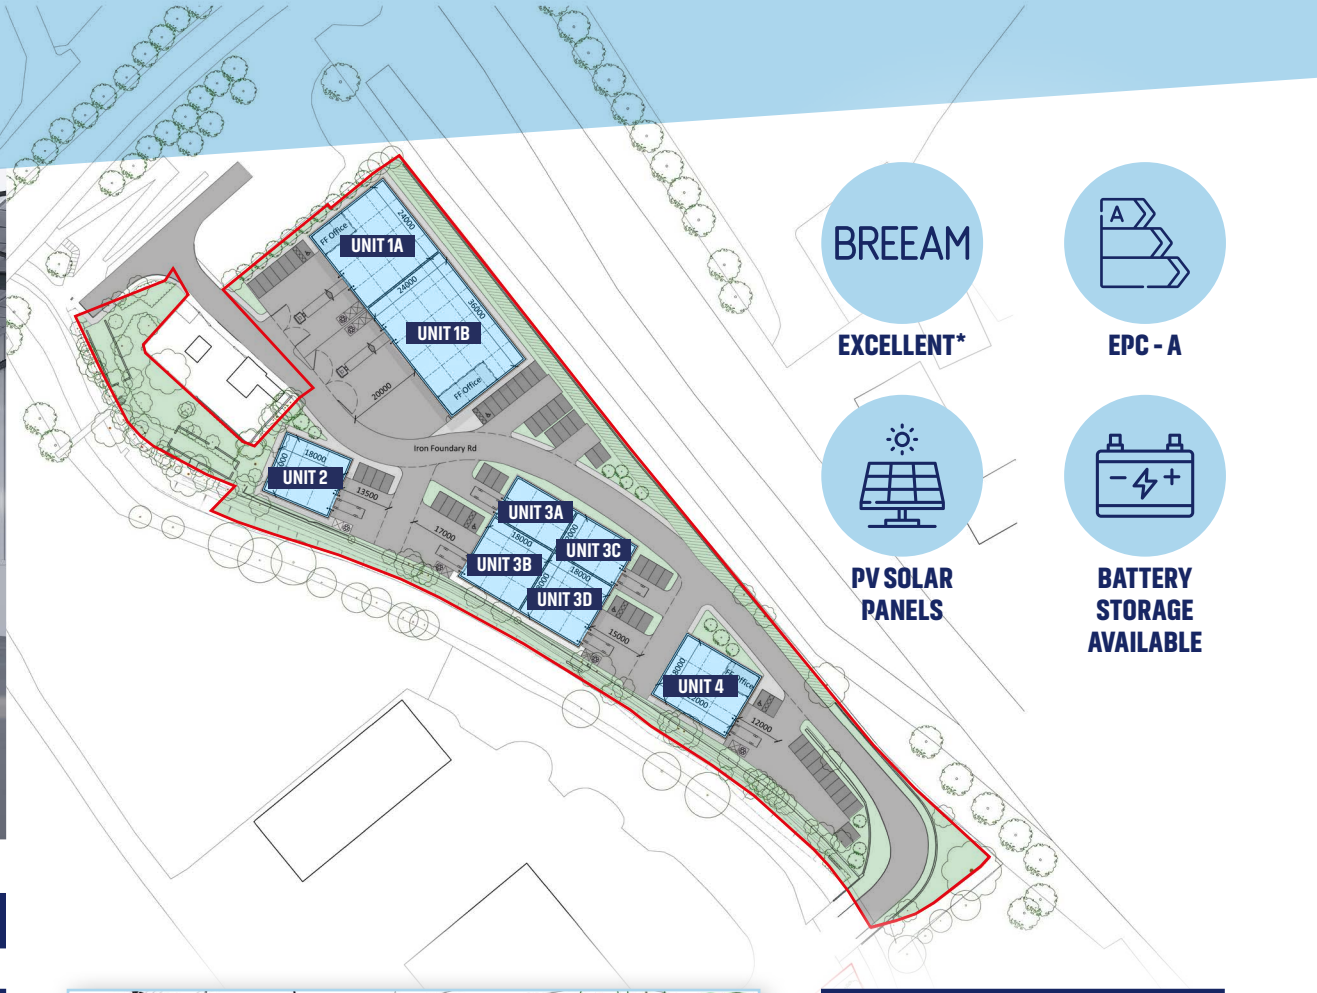 24000
FF Office
UNIT 1A
24000
36000
UNIT 1B
FF Office
20000
Iron Foundary Rd
18000
UNIT 2
13500
17000
UNIT 3A
18000
UNIT 3C
UNIT 3B
18000
UNIT 3D
15000
UNIT 4
12000
BREEAM
EXCELLENT*
A
EPC - A
PV SOLAR
PANELS
BATTERY
STORAGE
AVAILABLE